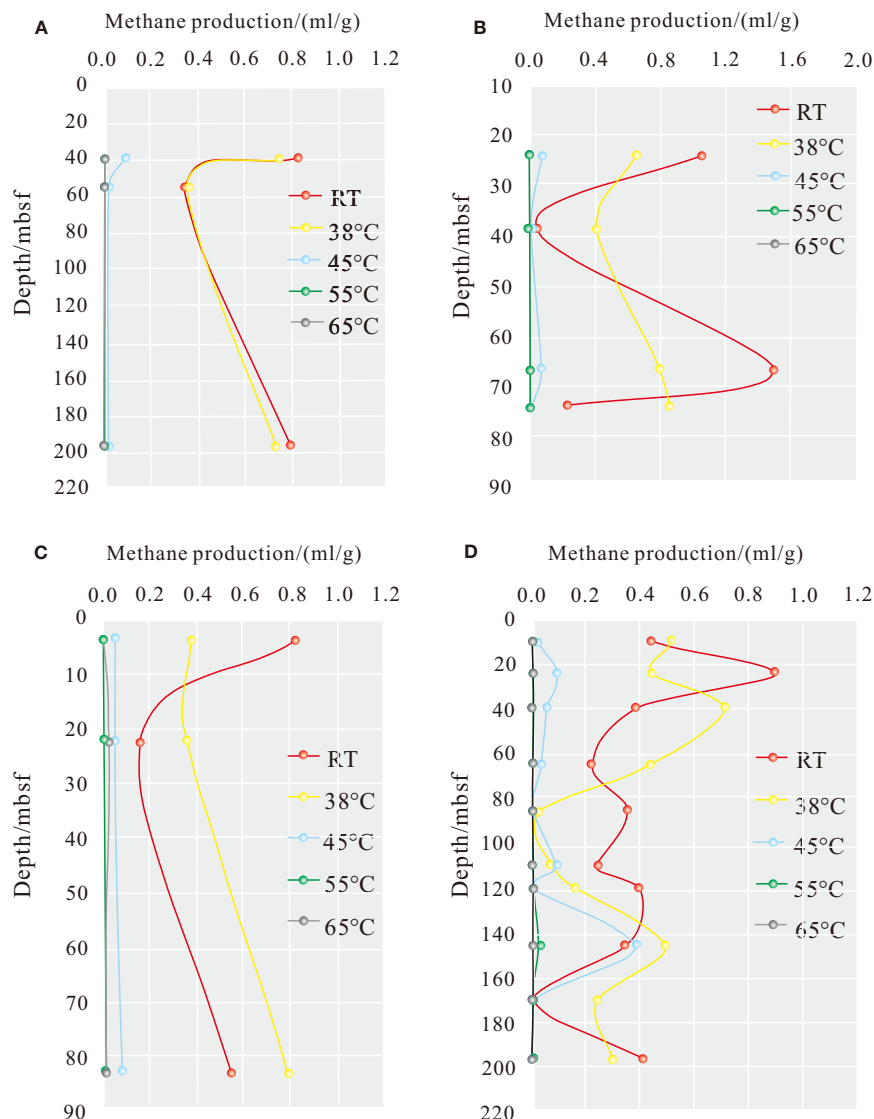 A
Methane production/(ml/g)
0.0 0.2 0.4 0.6 0.8 1.0 1.2
Depth/mbsf
0
20
40
60
80
100
120
140
160
180
200
220
RT
38°C
45°C
55°C
65°C
B
Methane production/(ml/g)
0.0 0.4 0.8 1.2 1.6 2.0
Depth/mbsf
10
20
30
40
50
60
70
80
90
RT
38°C
45°C
55°C
65°C
C
Methane production/(ml/g)
0.0 0.2 0.4 0.6 0.8 1.0 1.2
Depth/mbsf
0
10
20
30
40
50
60
70
80
90
RT
38°C
45°C
55°C
65°C
D
Methane production/(ml/g)
0.0 0.2 0.4 0.6 0.8 1.0 1.2
Depth/mbsf
0
20
40
60
80
100
120
140
160
180
200
220
RT
38°C
45°C
55°C
65°C